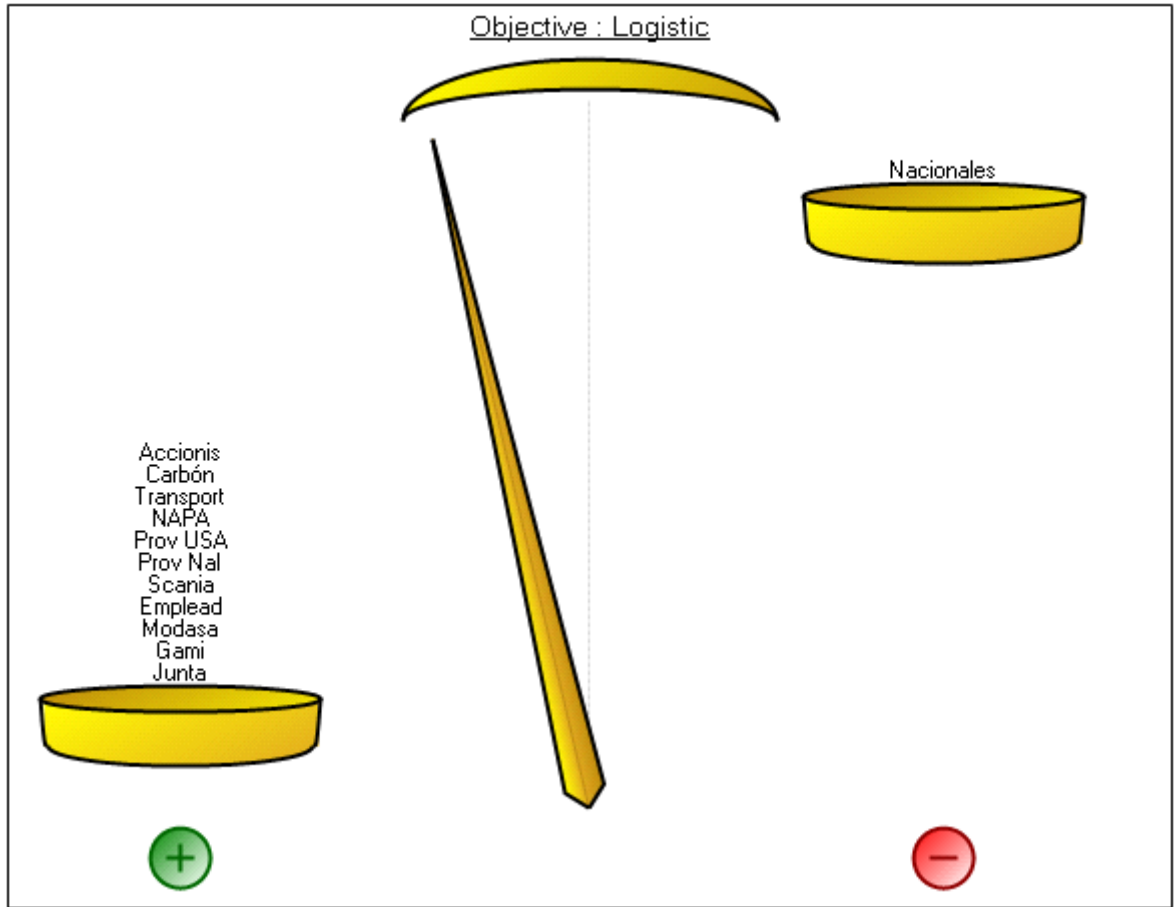 Objective : Logistic
Nacionales
Accionis
Carbón
Transport
NAPA
Prov USA
Prov Nal
Scania
Emplead
Modasa
Gami
Junta